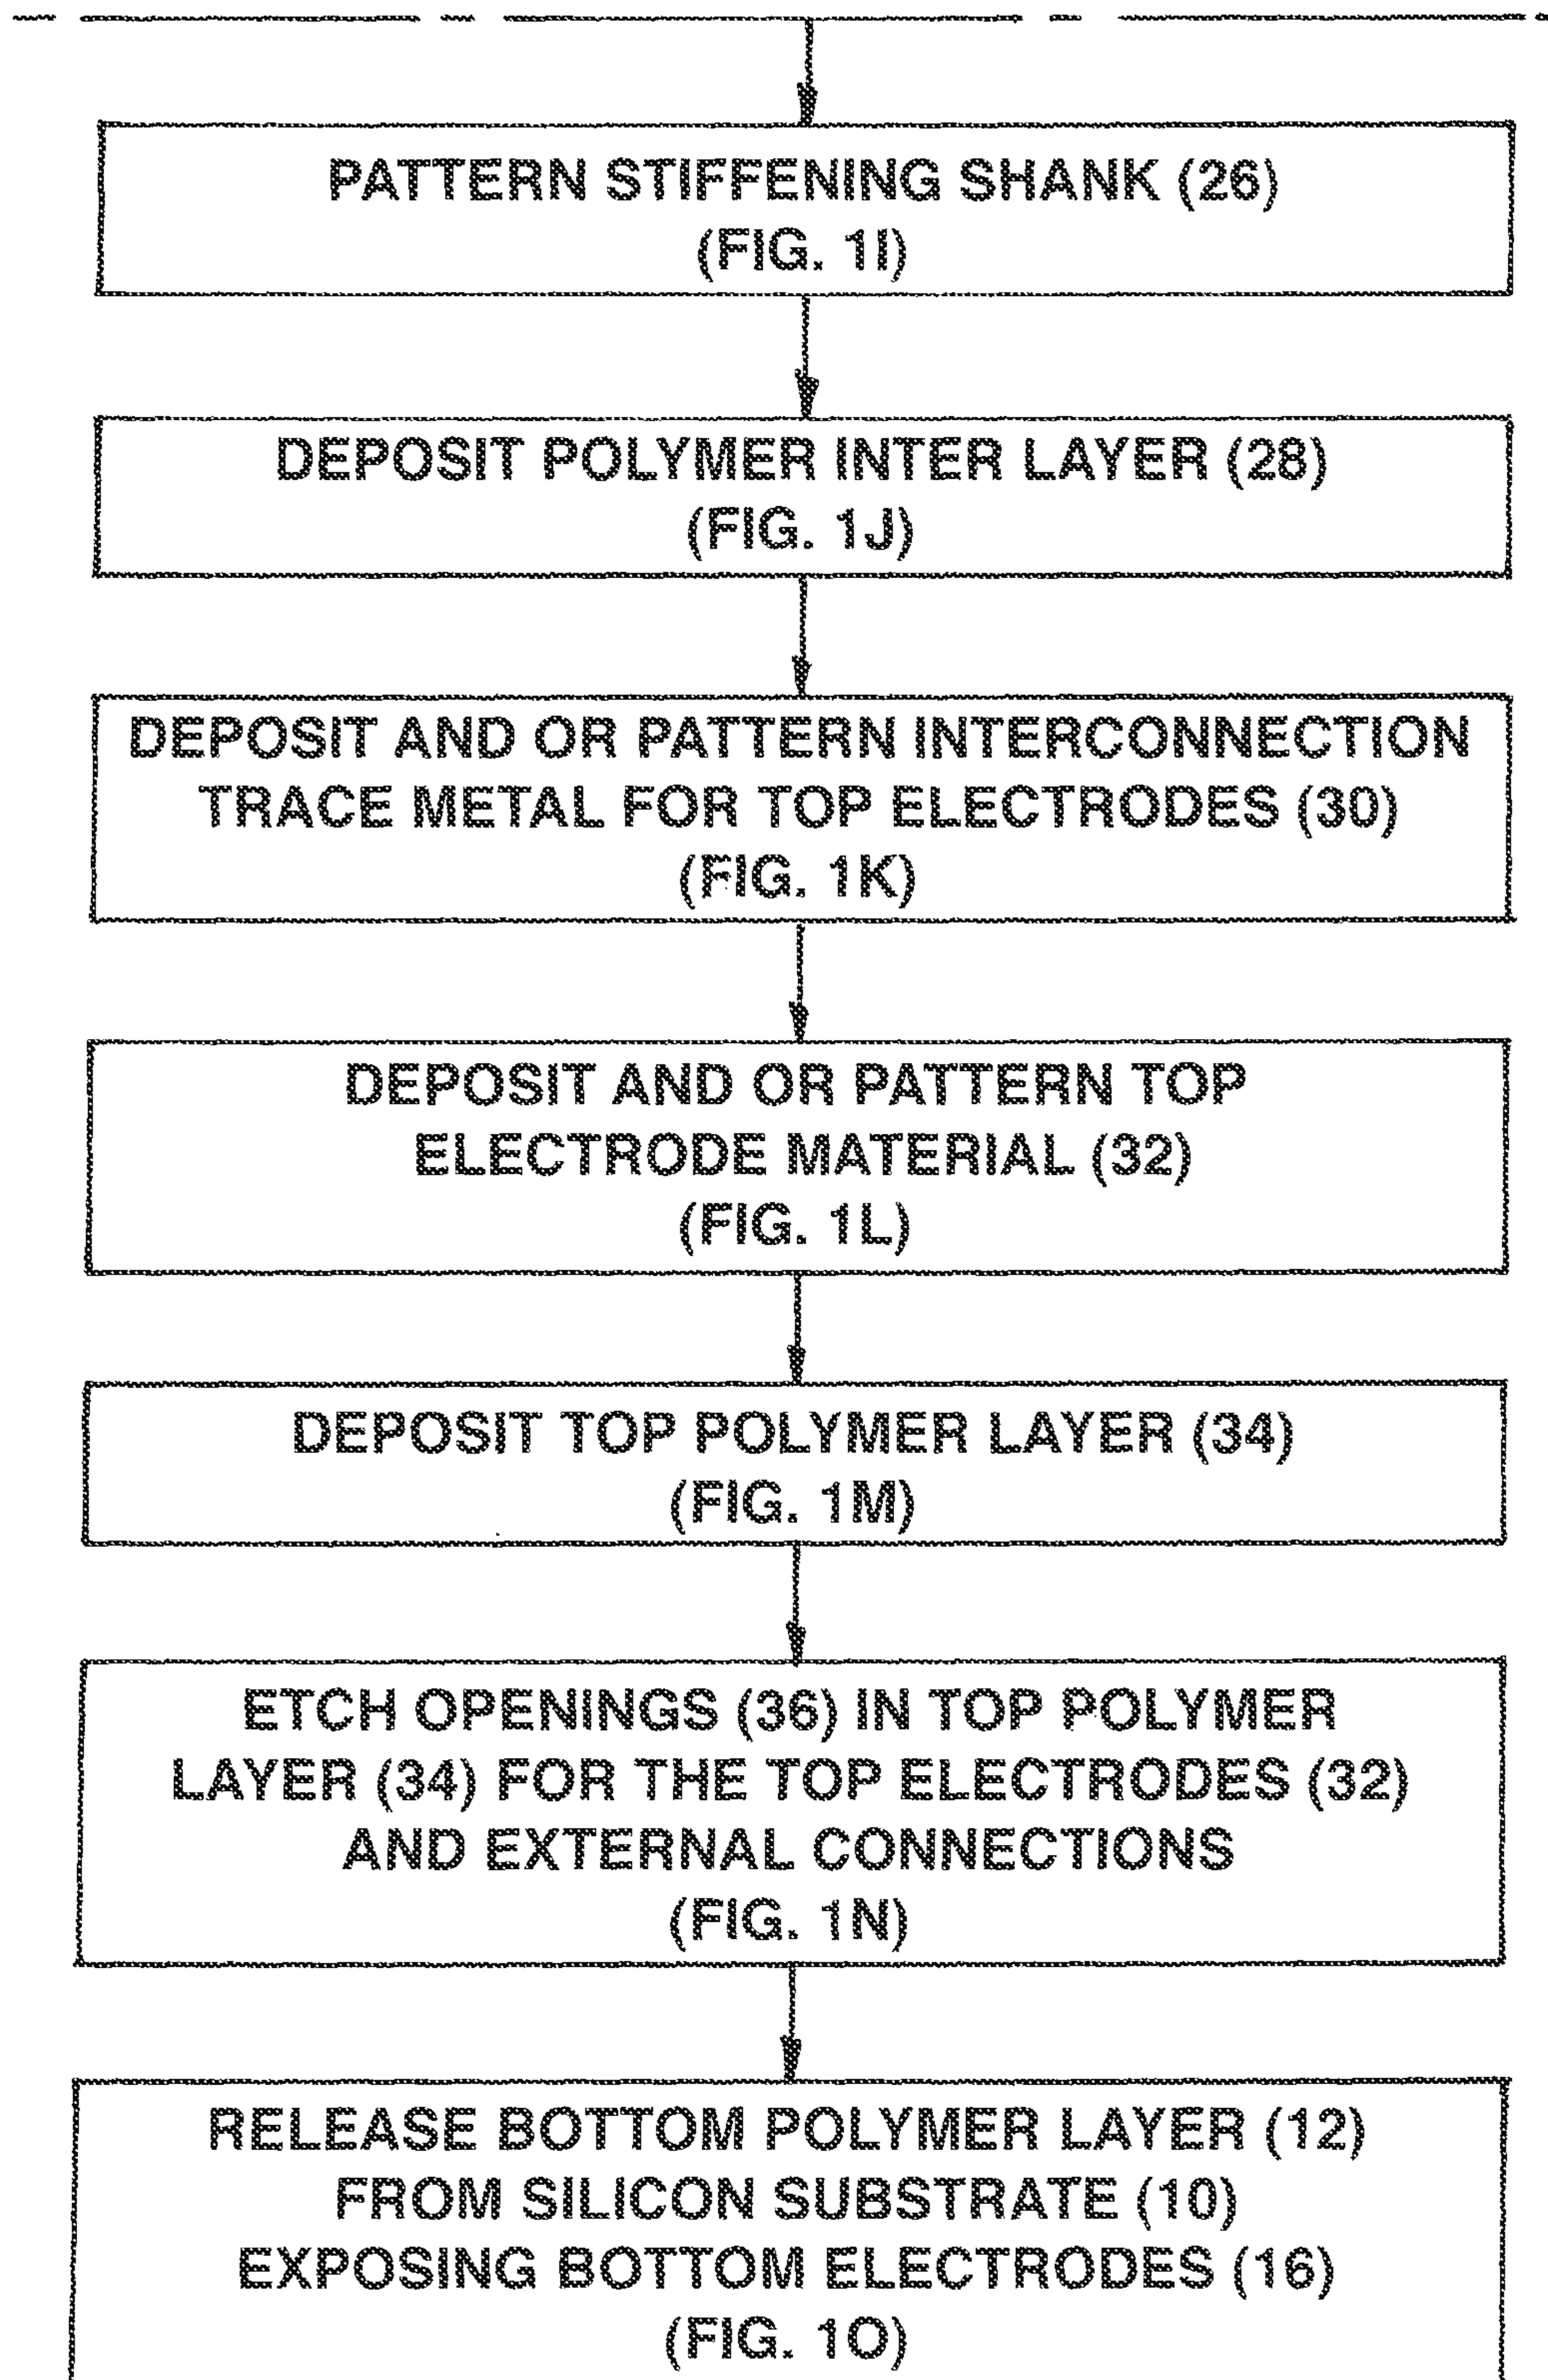 PATTERN STIFFENING SHANK (26)
(FIG. 1I)
DEPOSIT POLYMER INTER LAYER (28)
(FIG. 1J)
DEPOSIT AND OR PATTERN INTERCONNECTION
TRACE METAL FOR TOP ELECTRODES (30)
(FIG. 1K)
DEPOSIT AND OR PATTERN TOP
ELECTRODE MATERIAL (32)
(FIG. 1L)
DEPOSIT TOP POLYMER LAYER (34)
(FIG. 1M)
ETCH OPENINGS (36) IN TOP POLYMER
LAYER (34) FOR THE TOP ELECTRODES (32)
AND EXTERNAL CONNECTIONS
(FIG. 1N)
RELEASE BOTTOM POLYMER LAYER (12)
FROM SILICON SUBSTRATE (10)
EXPOSING BOTTOM ELECTRODES (16)
(FIG. 1O)